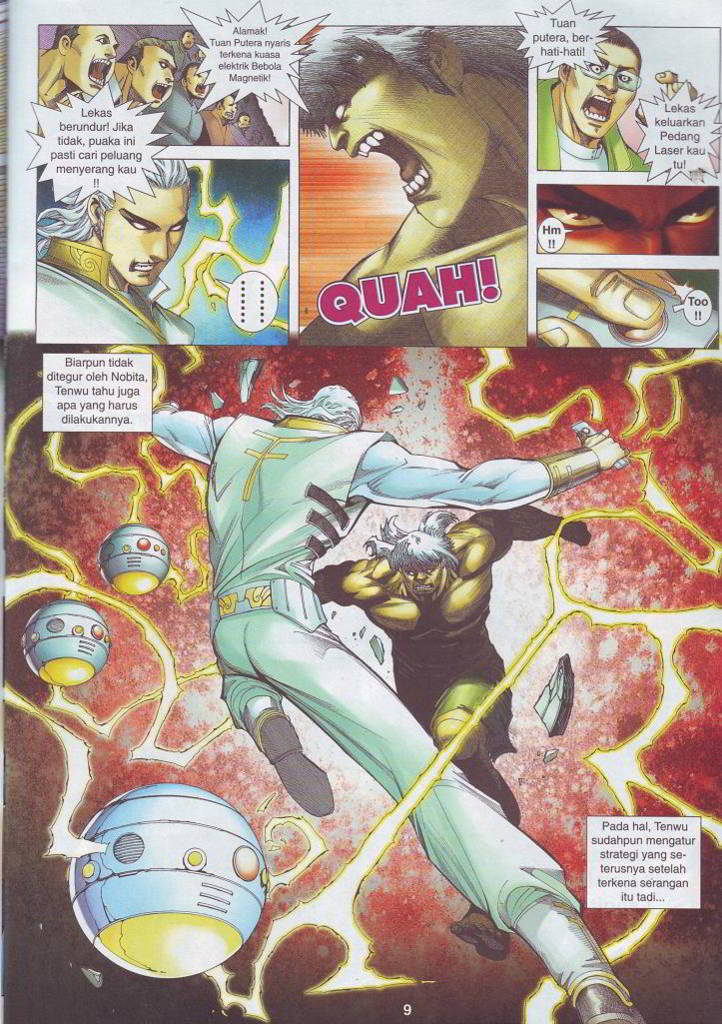 Alamak!
Tuan Putera nyaris
terkena kuasa
elektrik Bebola
Magnetik!
Lekas
berundur! Jika
tidak, puaka ini
pasti cari peluang
menyerang kau
!!
QUAH!
Tuan
putera, ber-
hati-hati!
Lekas
keluarkan
Pedang
Laser kau
tu!
Hm
!!
Too
!!
Biarpun tidak
ditegur oleh Nobita,
Tenwu tahu juga
apa yang harus
dilakukannya.
Pada hal, Tenwu
sudahpun mengatur
strategi yang se-
terusnya setelah
terkena serangan
itu tadi...
9